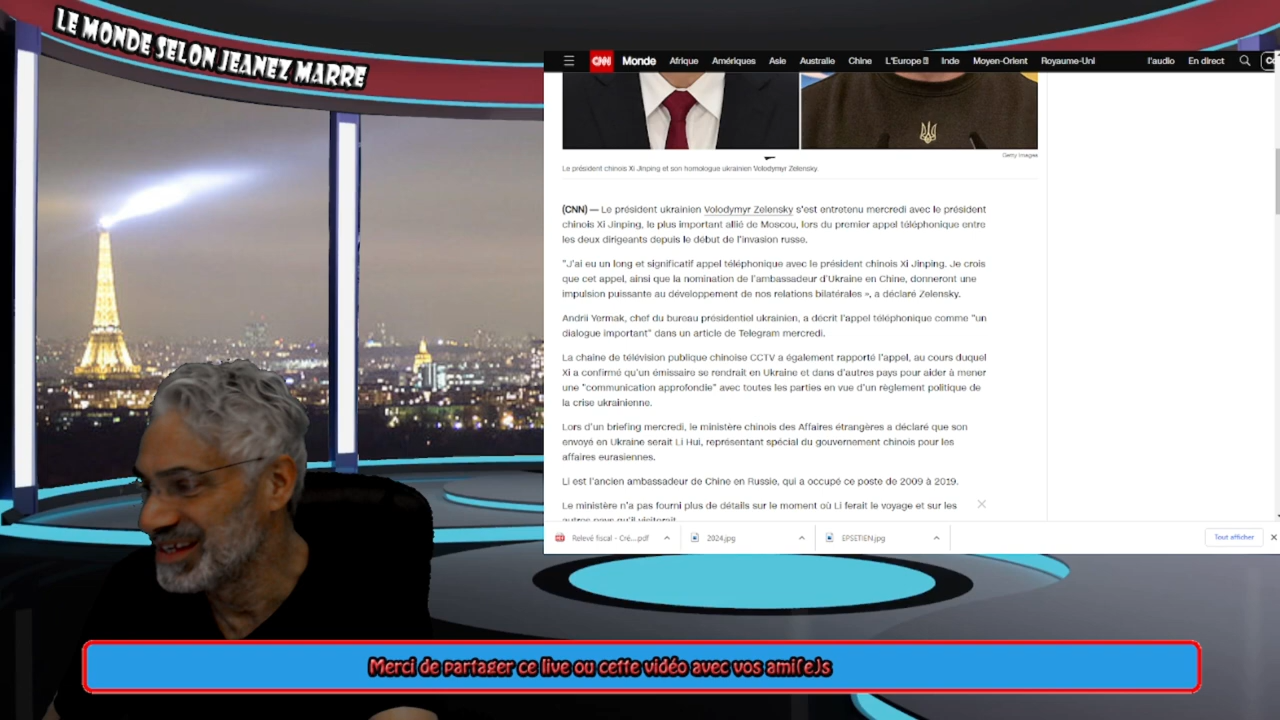 LE MONDE SELON JEANEZ MARRE
CNN Monde Afrique Amériques Asie Australie Chine L'Europe Inde Moyen-Orient Royaume-Uni l'audio En direct
Getty Images
Le président chinois Xi Jinping et son homologue ukrainien Volodymyr Zelensky.
(CNN) — Le président ukrainien Volodymyr Zelensky s'est entretenu mercredi avec le président
chinois Xi Jinping, le plus important allié de Moscou, lors du premier appel téléphonique entre
les deux dirigeants depuis le début de l'invasion russe.
"J'ai eu un long et significatif appel téléphonique avec le président chinois Xi Jinping. Je crois
que cet appel, ainsi que la nomination de l'ambassadeur d'Ukraine en Chine, donneront une
impulsion puissante au développement de nos relations bilatérales », a déclaré Zelensky.
Andrii Yermak, chef du bureau présidentiel ukrainien, a décrit l'appel téléphonique comme "un
dialogue important" dans un article de Telegram mercredi.
La chaîne de télévision publique chinoise CCTV a également rapporté l'appel, au cours duquel
Xi a confirmé qu'un émissaire se rendrait en Ukraine et dans d'autres pays pour aider à mener
une "communication approfondie" avec toutes les parties en vue d'un règlement politique de
la crise ukrainienne.
Lors d'un briefing mercredi, le ministère chinois des Affaires étrangères a déclaré que son
envoyé en Ukraine serait Li Hui, représentant spécial du gouvernement chinois pour les
affaires eurasiennes.
Li est l'ancien ambassadeur de Chine en Russie, qui a occupé ce poste de 2009 à 2019.
Le ministère n'a pas fourni plus de détails sur le moment où Li ferait le voyage et sur les
autres pays qu'il visiterait.
Relevé fiscal - Cré....pdf 2024.jpg EPSETIEN.jpg Tout afficher
Merci de partager ce live ou cette vidéo avec vos ami(e)s